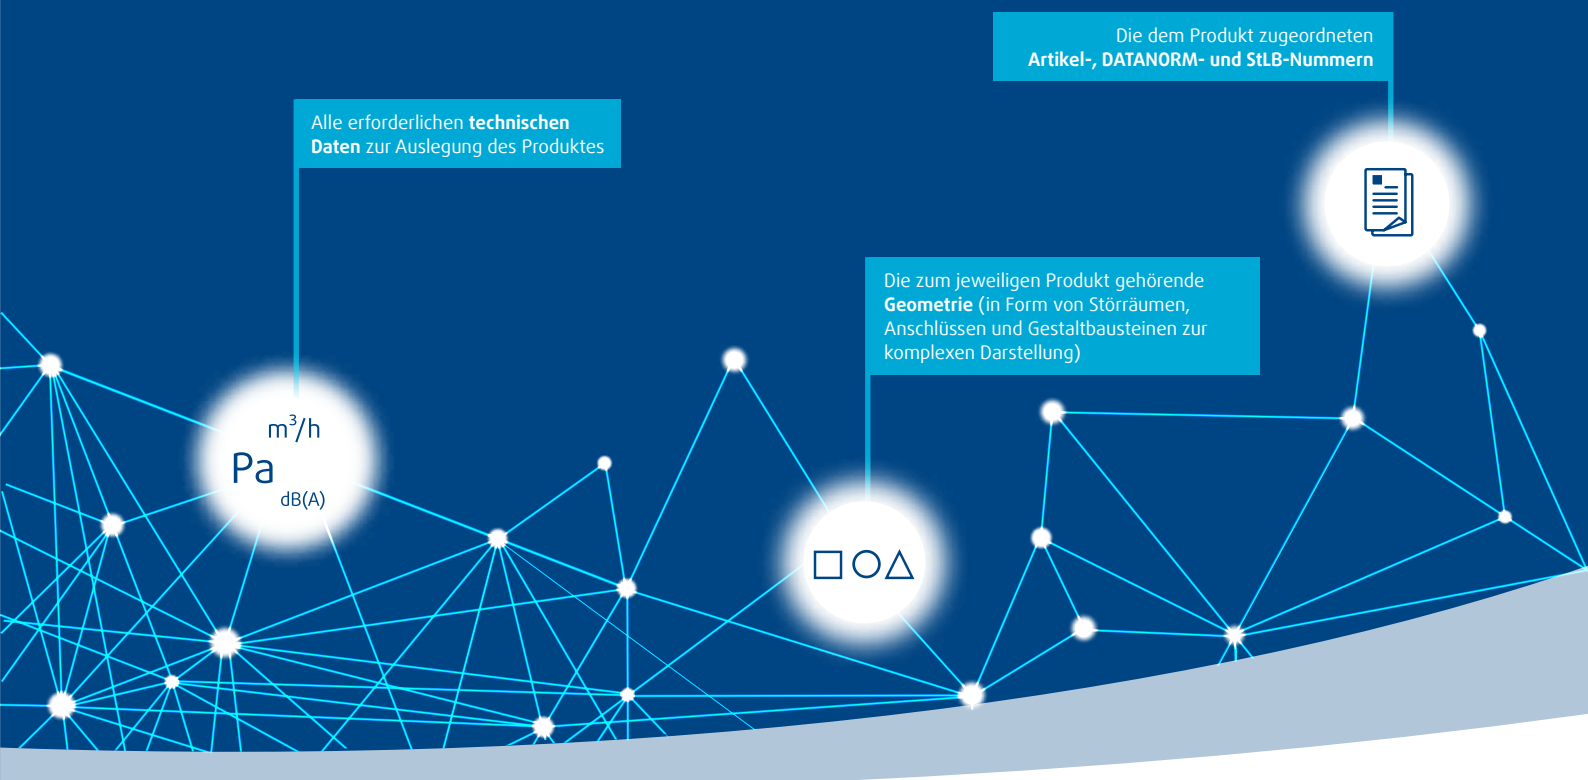 Die dem Produkt zugeordneten
Artikel-, DATANORM- und StLB-Nummern
Alle erforderlichen technischen
Daten zur Auslegung des Produktes
Die zum jeweiligen Produkt gehörende
Geometrie (in Form von Störräumen,
Anschlüssen und Gestaltbausteinen zur
komplexen Darstellung)
m³/h
Pa
dB(A)